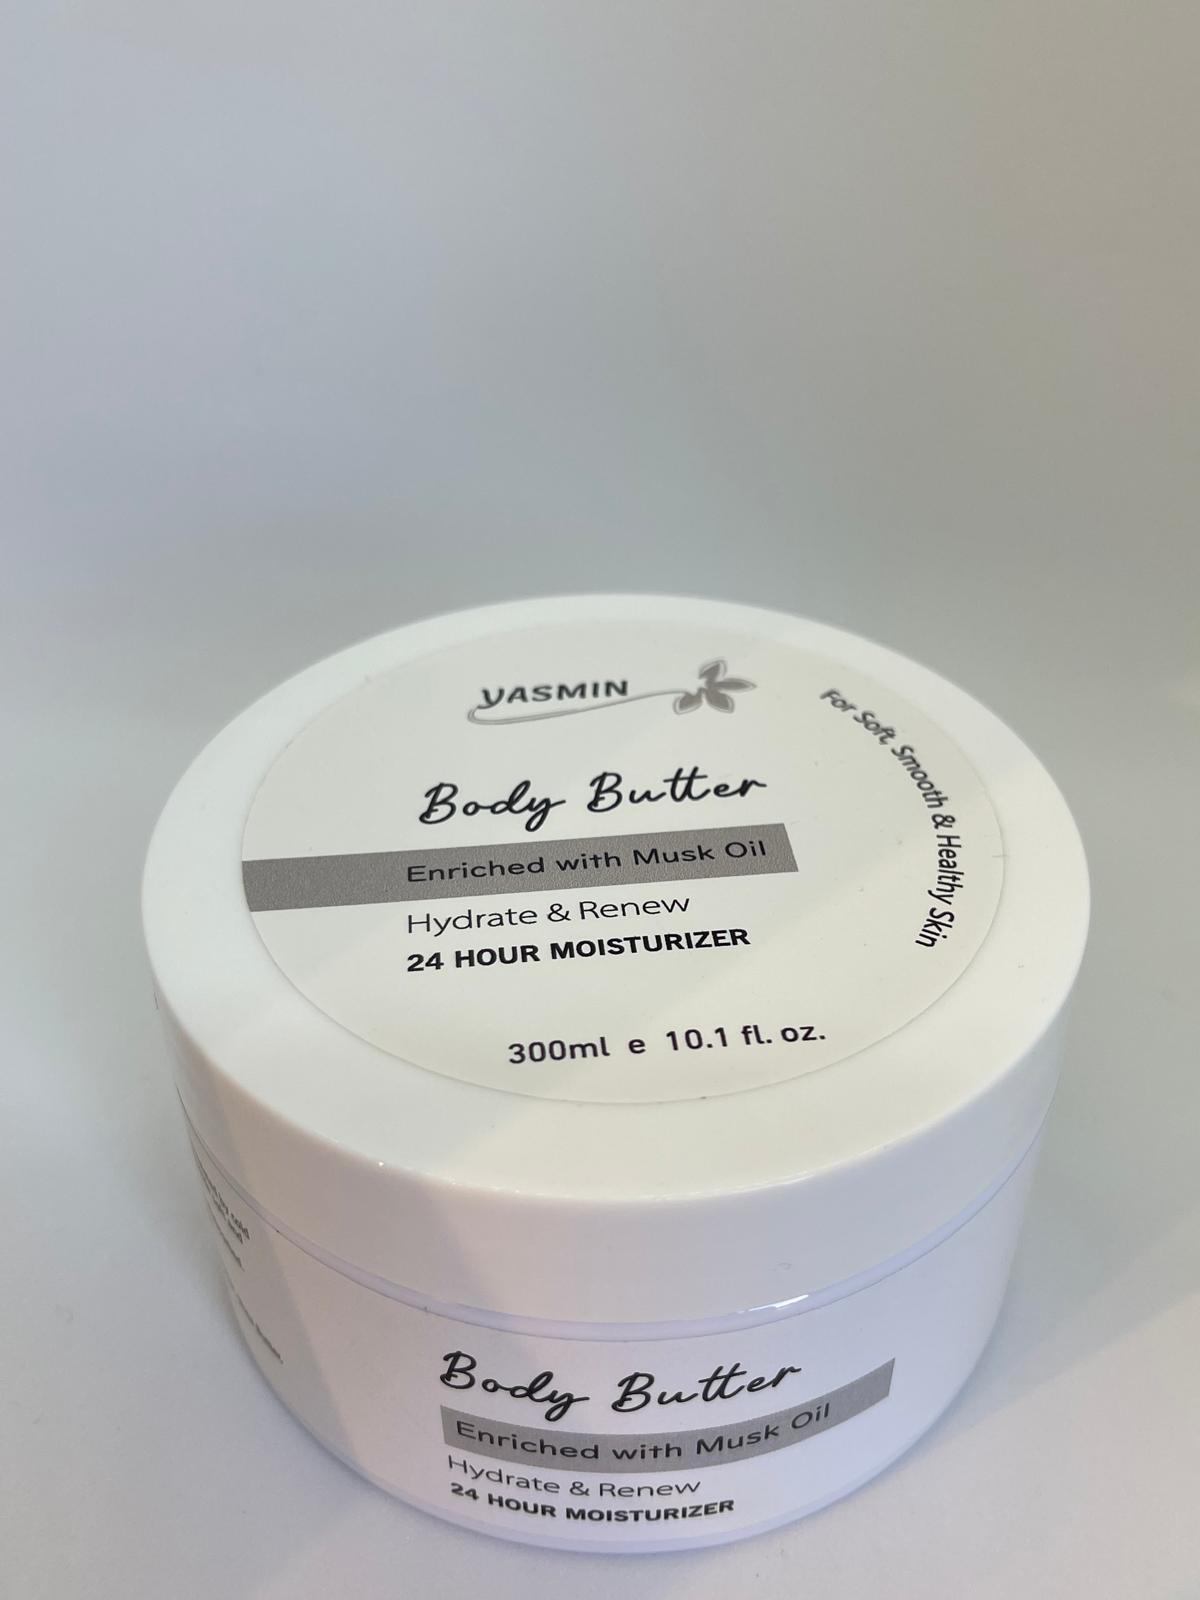 YASMIN
For Soft, Smooth & Healthy Skin
Body Butter
Enriched with Musk Oil
Hydrate & Renew
24 HOUR MOISTURIZER
300ml e 10.1 fl. oz.
Body Butter
Enriched with Musk Oil
Hydrate & Renew
24 HOUR MOISTURIZER